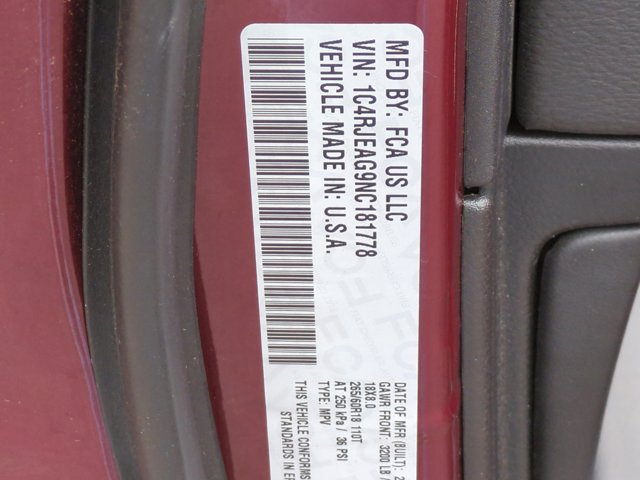 MFD BY: FCA US LLC
VIN: 1C4RJEAG9NC181778
VEHICLE MADE IN: U.S.A.
DATE OF MFR (BUILT):
GAWR FRONT: 3200 LB /
18X8.0
265/60R18 110T
AT 250 kPa / 36 PSI
TYPE: MPV
THIS VEHICLE CONFORMS
STANDARDS IN